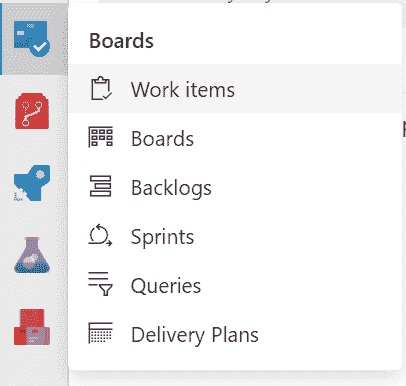 Boards
Work items
Boards
Backlogs
Sprints
Queries
Delivery Plans